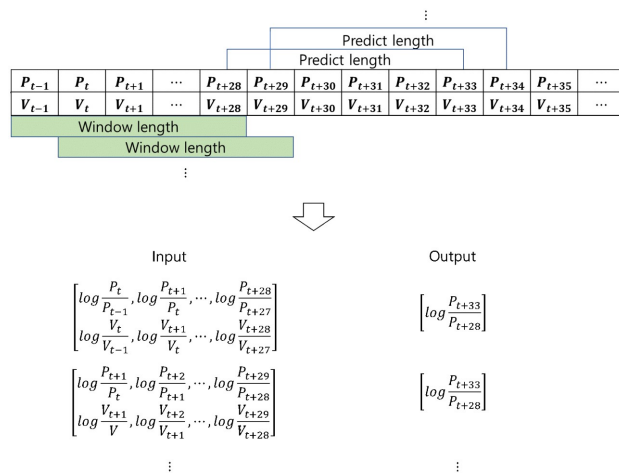 ⋮
Predict length
Predict length
P_{t−1} P_t P_{t+1} ⋯ P_{t+28} P_{t+29} P_{t+30} P_{t+31} P_{t+32} P_{t+33} P_{t+34} P_{t+35} ⋯
V_{t−1} V_t V_{t+1} ⋯ V_{t+28} V_{t+29} V_{t+30} V_{t+31} V_{t+32} V_{t+33} V_{t+34} V_{t+35} ⋯
Window length
Window length
⋮
Input Output
[log P_t/P_{t−1}, log P_{t+1}/P_t, ⋯, log P_{t+28}/P_{t+27}
log V_t/V_{t−1}, log V_{t+1}/V_t, ⋯, log V_{t+28}/V_{t+27}]
[log P_{t+33}/P_{t+28}]
[log P_{t+1}/P_t, log P_{t+2}/P_{t+1}, ⋯, log P_{t+29}/P_{t+28}
log V_{t+1}/V, log V_{t+2}/V_{t+1}, ⋯, log V_{t+29}/V_{t+28}]
[log P_{t+33}/P_{t+28}]
⋮ ⋮